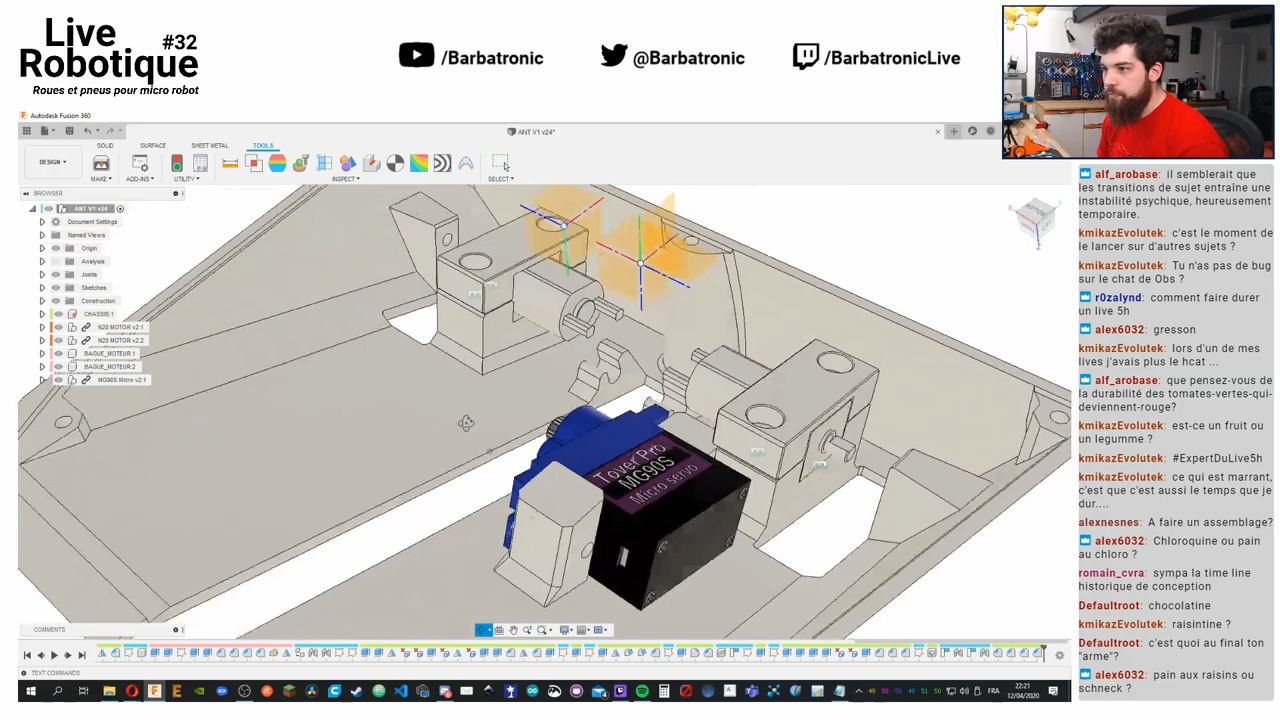 Live
Robotique #32
Roues et pneus pour micro robot
/Barbatronic
@Barbatronic
/BarbatronicLive
Autodesk Fusion 360
ANT V1 v24*
SOLID
SURFACE
SHEET METAL
TOOLS
DESIGN
MAKE
ADD-INS
UTILITY
INSPECT
SELECT
BROWSER
ANT V1 v24
Document Settings
Named Views
Origin
Analysis
Joints
Sketches
Construction
CHASSIS:1
N20 MOTOR v2:1
N20 MOTOR v2:2
BAGUE_MOTEUR:1
BAGUE_MOTEUR:2
MG90S Micro v2:1
TowerPro
MG90S
Micro servo
COMMENTS
TEXT COMMANDS
FRA
22:21
12/04/2020
alf_arobase: il semblerait que
les transitions de sujet entraîne une
instabilité psychique, heureusement
temporaire.
kmikazEvolutek: c'est le moment de
le lancer sur d'autres sujets ?
kmikazEvolutek: Tu n'as pas de bug
sur le chat de Obs ?
r0zalynd: comment faire durer
un live 5h
alex6032: gresson
kmikazEvolutek: lors d'un de mes
lives j'avais plus le hcat ...
alf_arobase: que pensez-vous de
la durabilité des tomates-vertes-qui-
deviennent-rouge?
kmikazEvolutek: est-ce un fruit ou
un legumme ?
kmikazEvolutek: #ExpertDuLive5h
kmikazEvolutek: ce qui est marrant,
c'est que c'est aussi le temps que je
dur....
alexnesnes: A faire un assemblage?
alex6032: Chloroquine ou pain
au chloro ?
romain_cvra: sympa la time line
historique de conception
Defaultroot: chocolatine
kmikazEvolutek: raisintine ?
Defaultroot: c'est quoi au final ton
"arme"?
alex6032: pain aux raisins ou
schneck ?